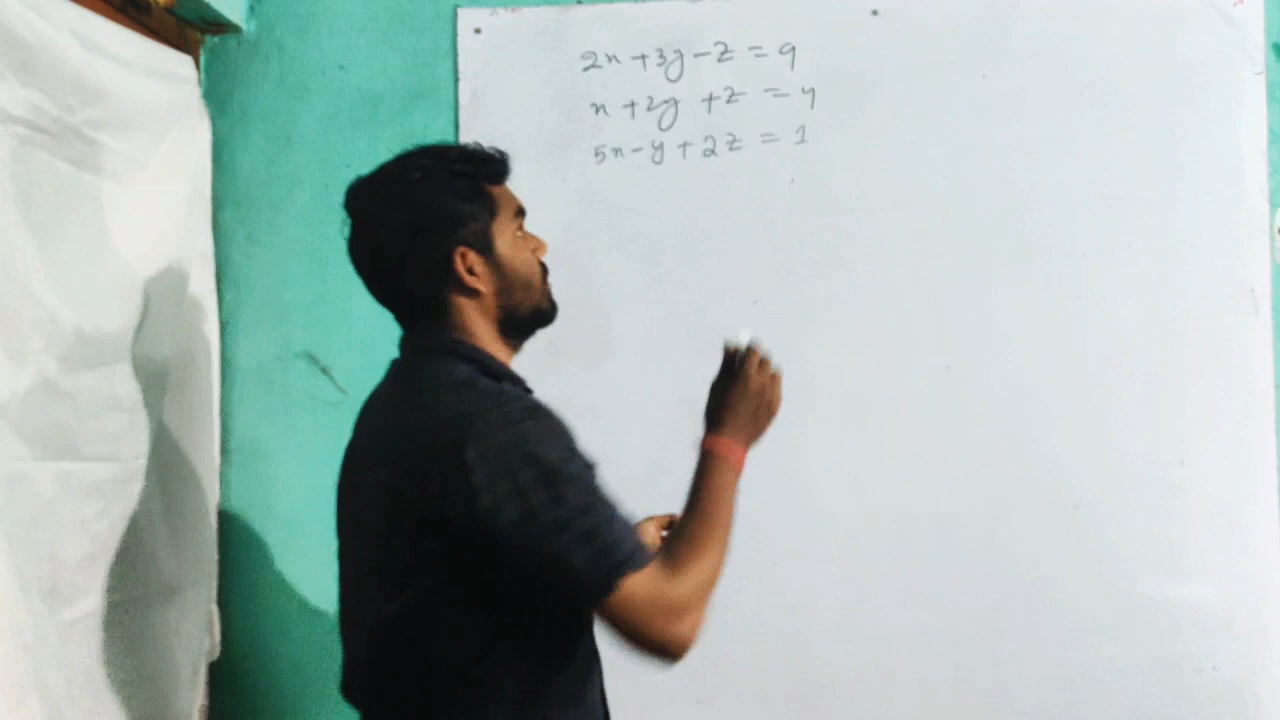 2x + 3y - z = 9
x + 2y + z = 4
5x - y + 2z = 1